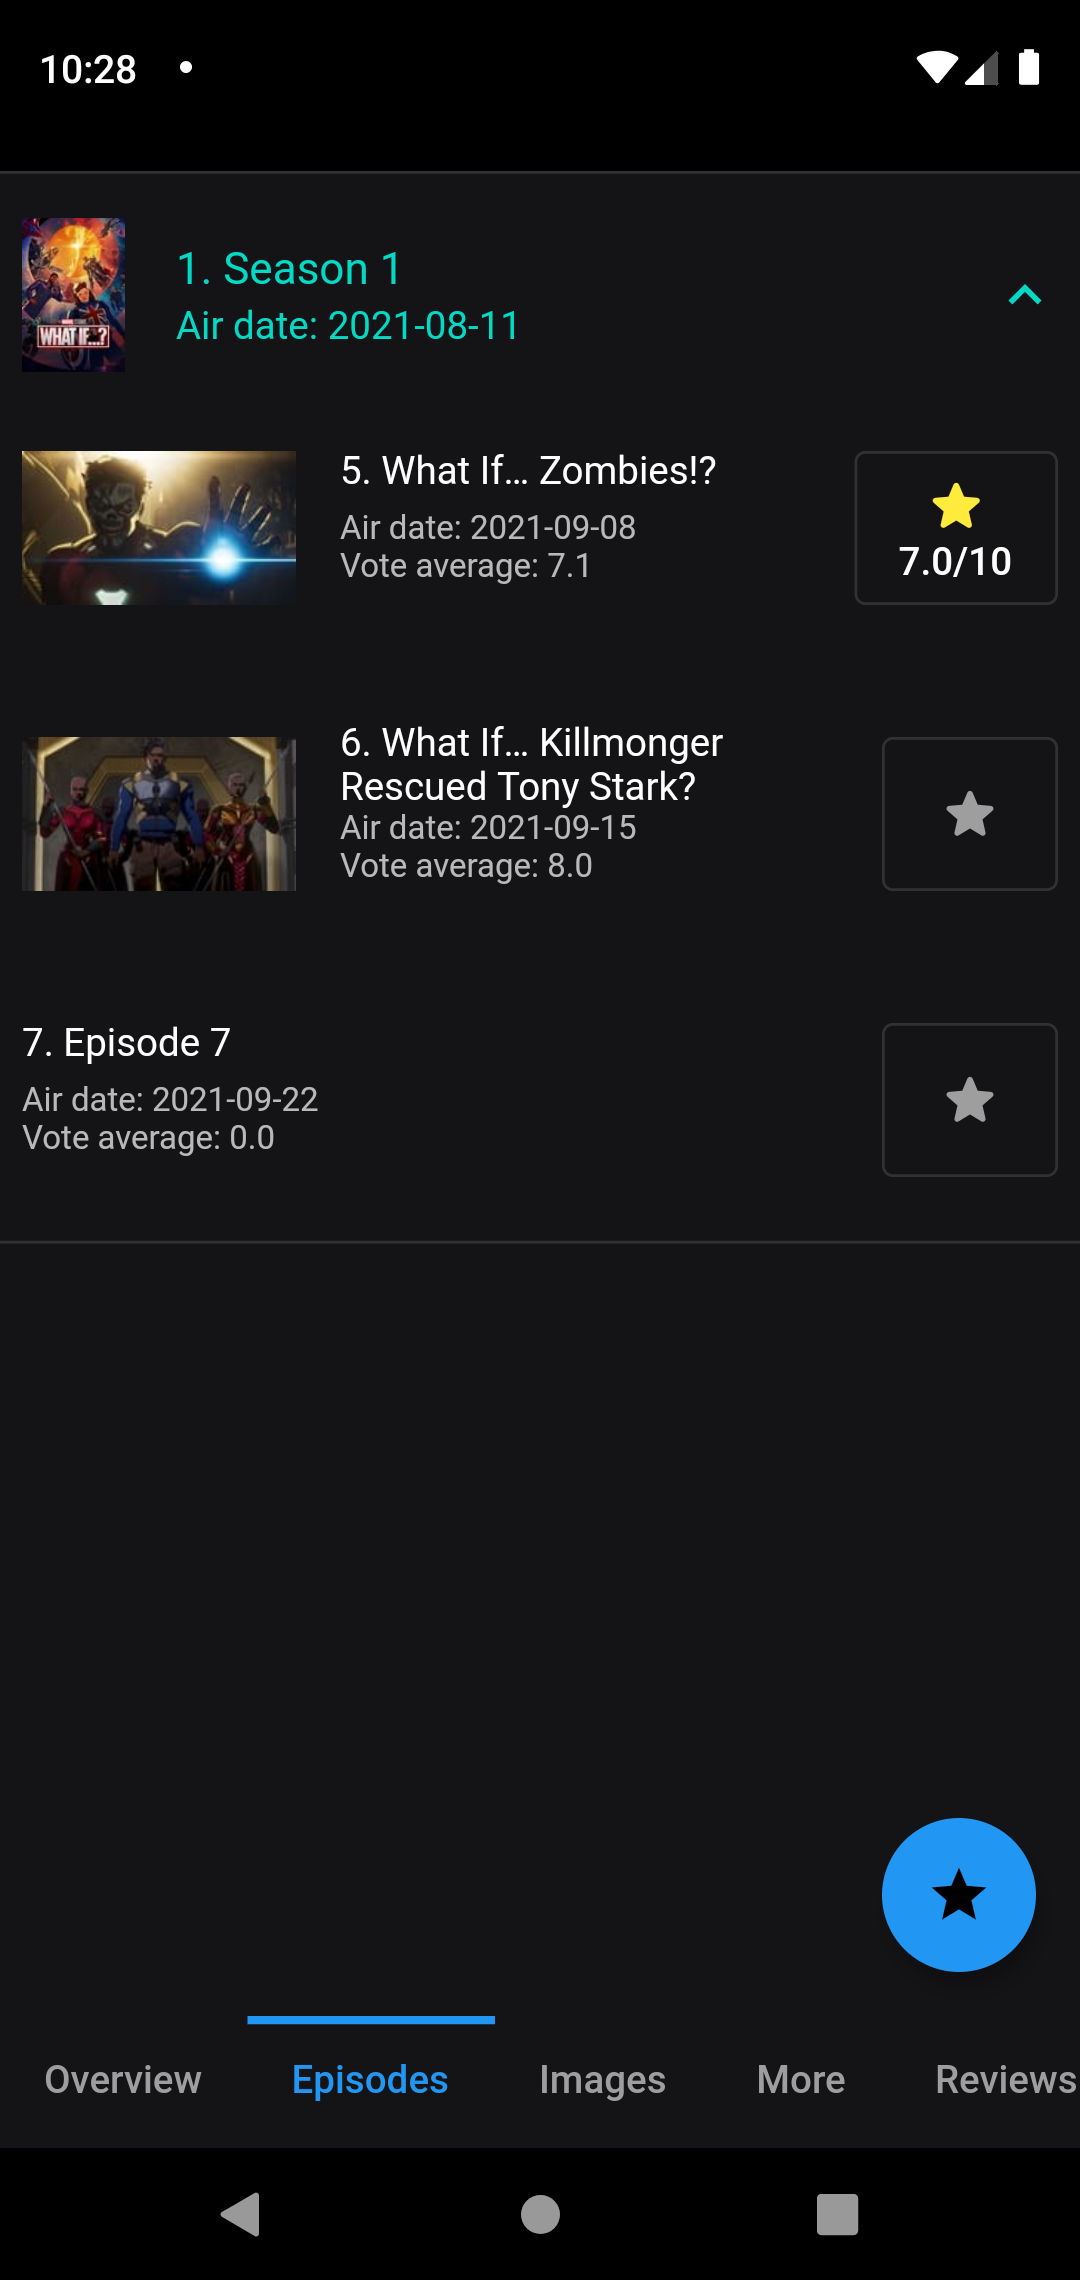 10:28
WHAT IF...?
1. Season 1
Air date: 2021-08-11
5. What If… Zombies!?
Air date: 2021-09-08
Vote average: 7.1
7.0/10
6. What If… Killmonger
Rescued Tony Stark?
Air date: 2021-09-15
Vote average: 8.0
7. Episode 7
Air date: 2021-09-22
Vote average: 0.0
Overview
Episodes
Images
More
Reviews